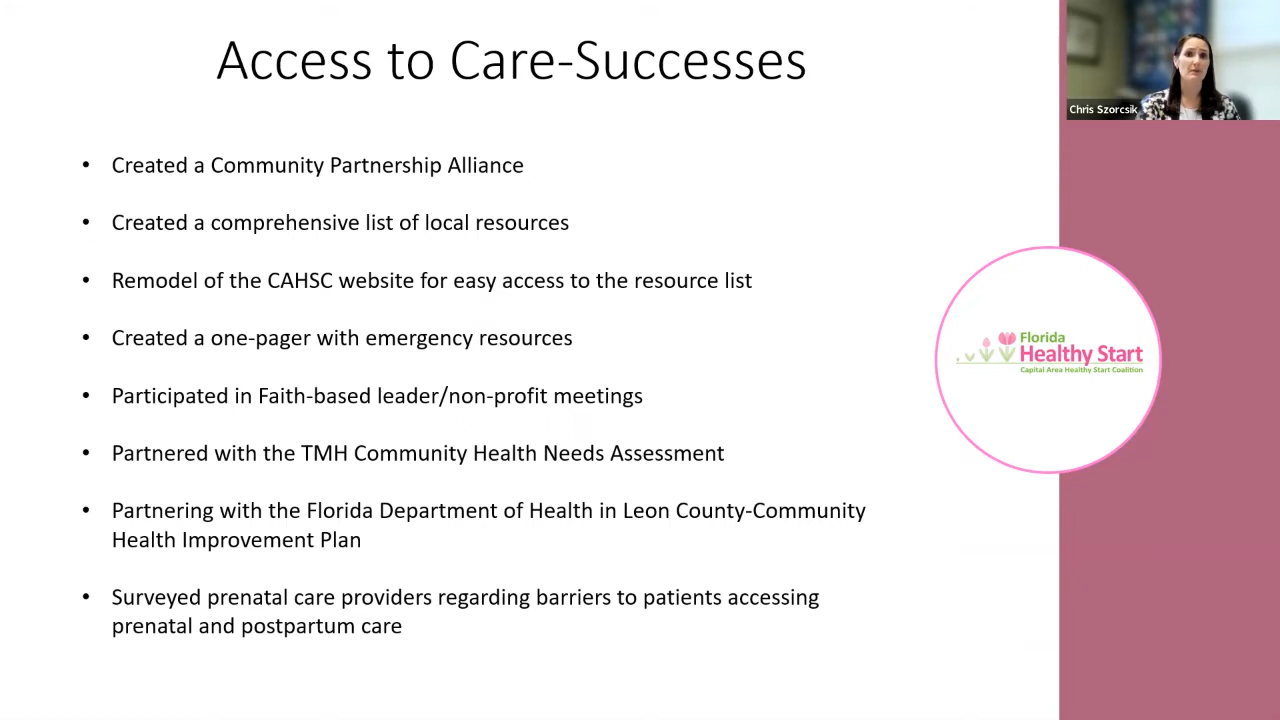 Access to Care-Successes
Chris Szorcsik
• Created a Community Partnership Alliance
• Created a comprehensive list of local resources
• Remodel of the CAHSC website for easy access to the resource list
• Created a one-pager with emergency resources
• Participated in Faith-based leader/non-profit meetings
• Partnered with the TMH Community Health Needs Assessment
• Partnering with the Florida Department of Health in Leon County-Community
Health Improvement Plan
• Surveyed prenatal care providers regarding barriers to patients accessing
prenatal and postpartum care
Florida
Healthy Start
Capital Area Healthy Start Coalition